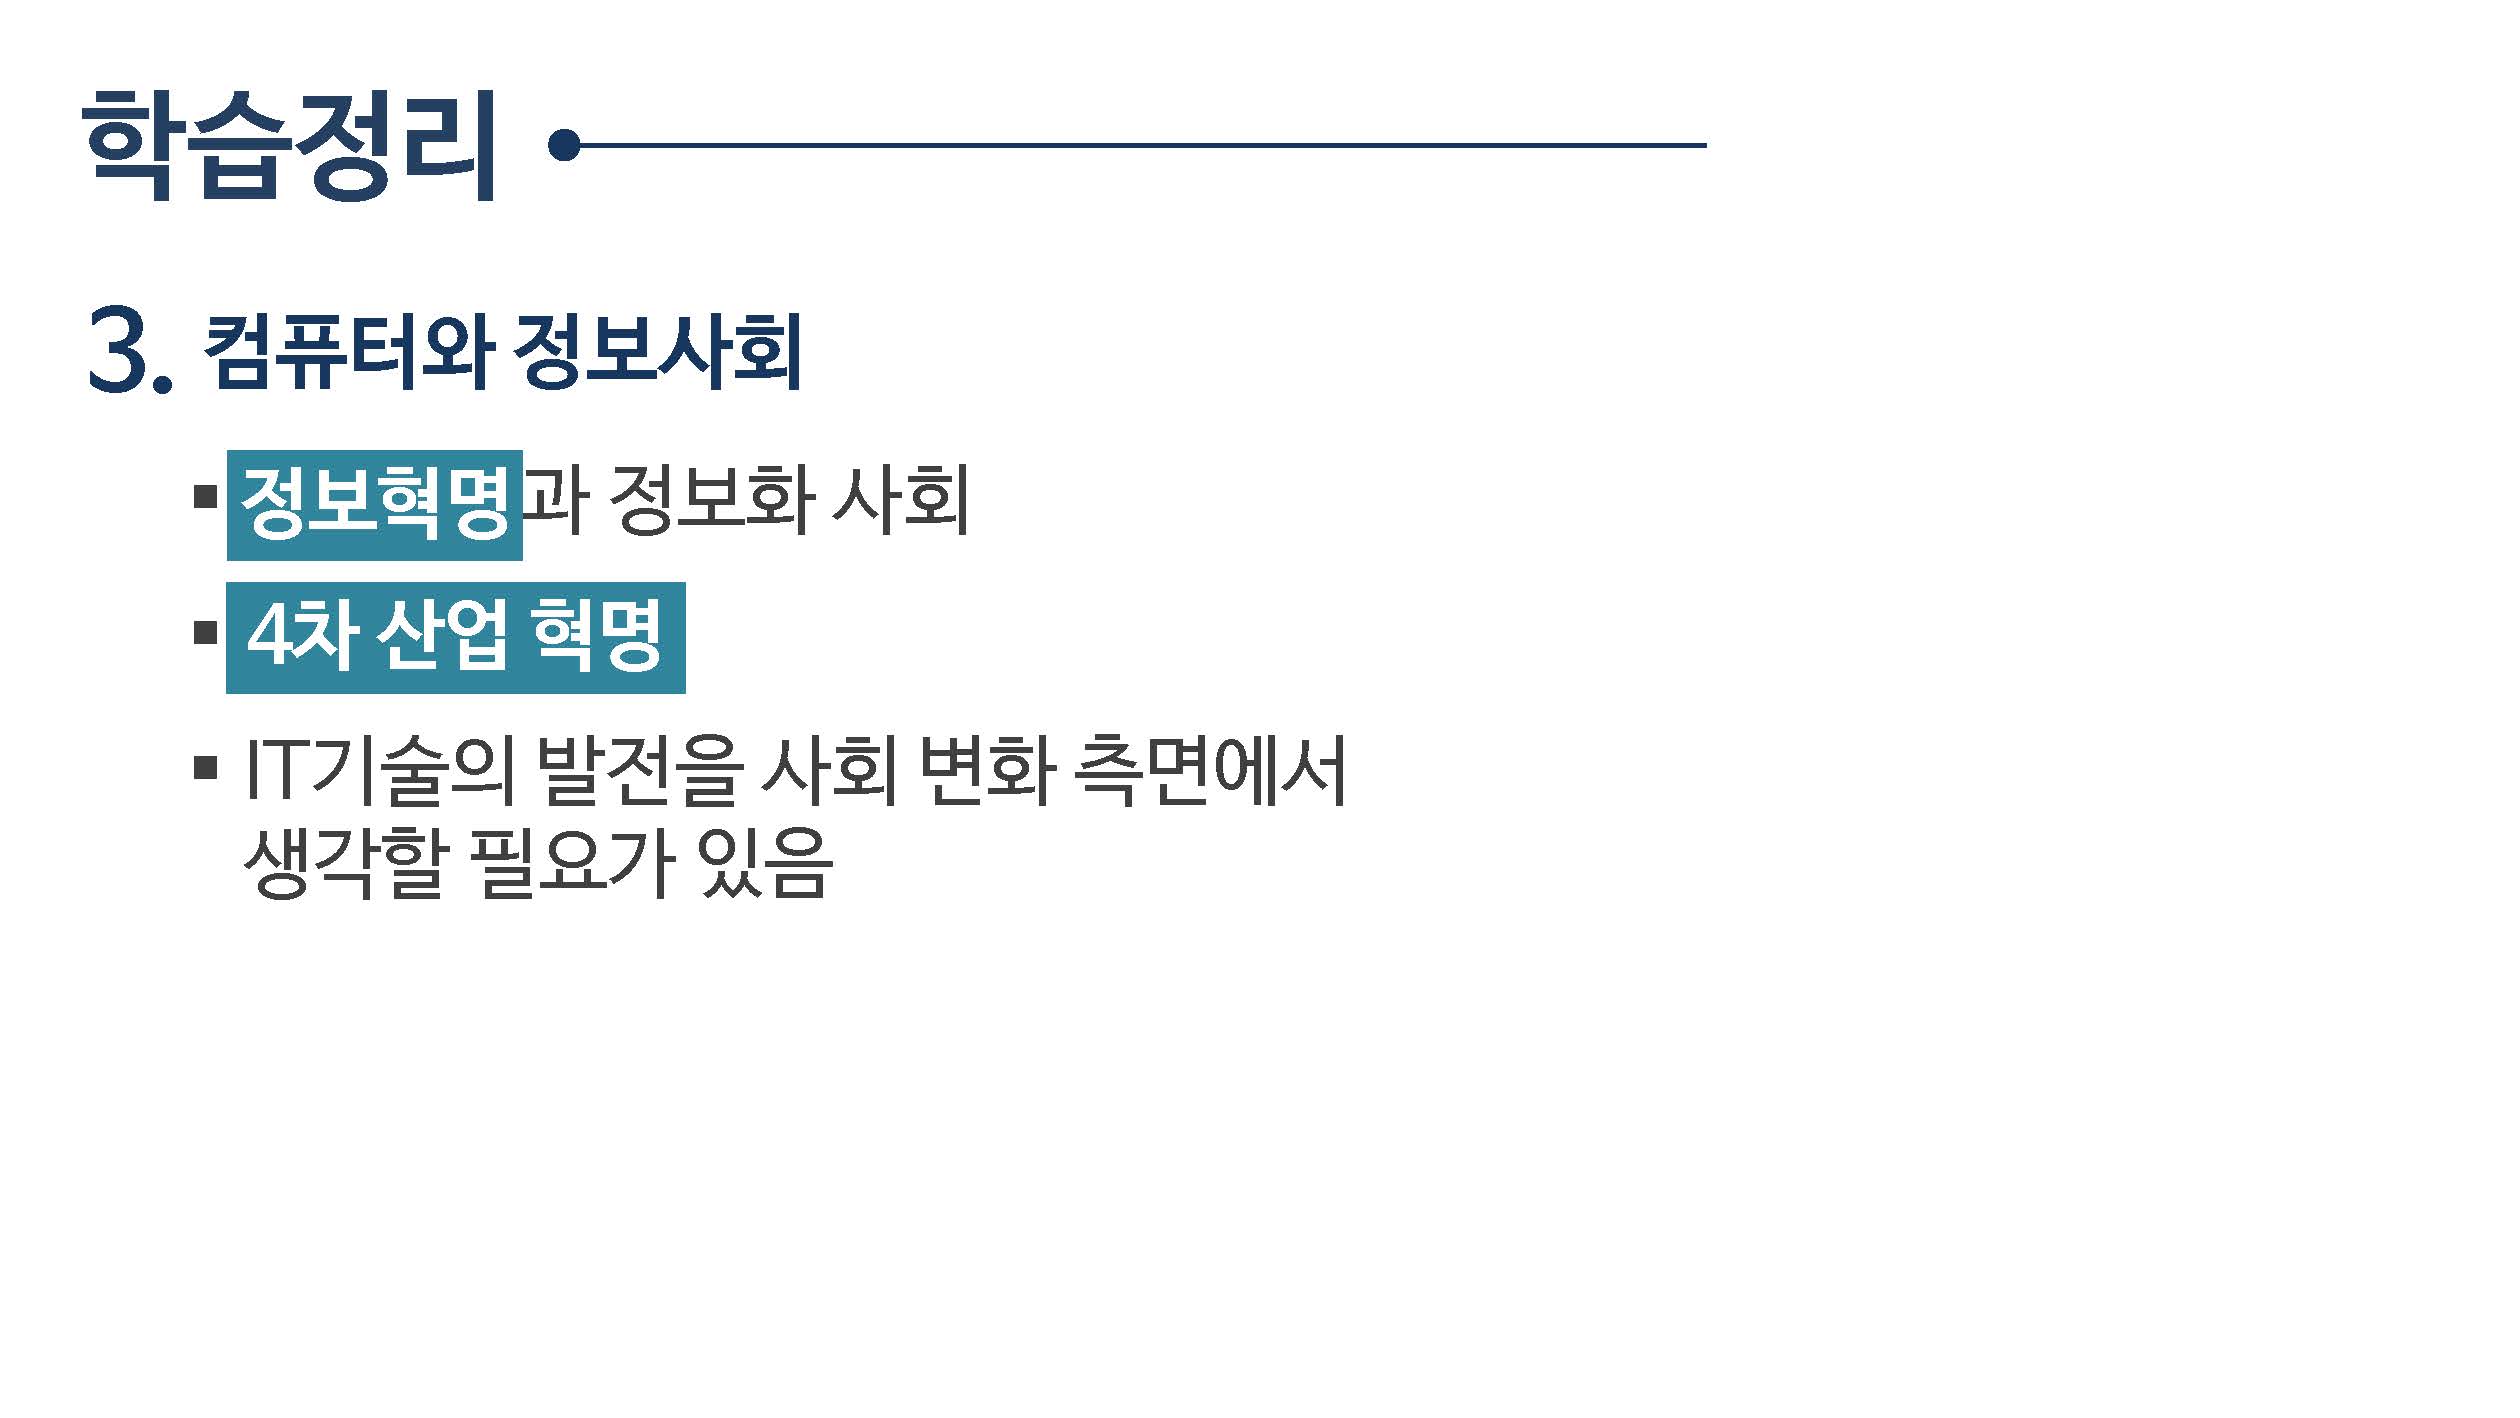 학습정리
3. 컴퓨터와 정보사회
▪ 정보혁명과 정보화 사회
▪ 4차 산업 혁명
▪ IT기술의 발전을 사회 변화 측면에서
생각할 필요가 있음